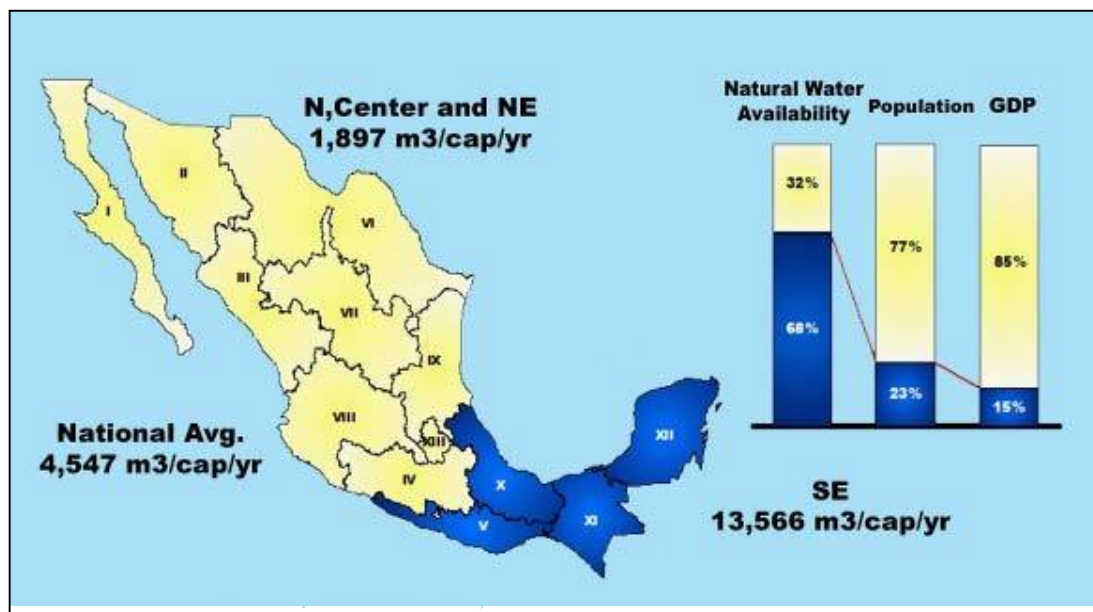 N,Center and NE
1,897 m3/cap/yr
I
II
III
VI
VII
IX
VIII
XIII
IV
X
V
XI
XII
National Avg.
4,547 m3/cap/yr
Natural Water
Availability
Population
GDP
32%
77%
85%
68%
23%
15%
SE
13,566 m3/cap/yr